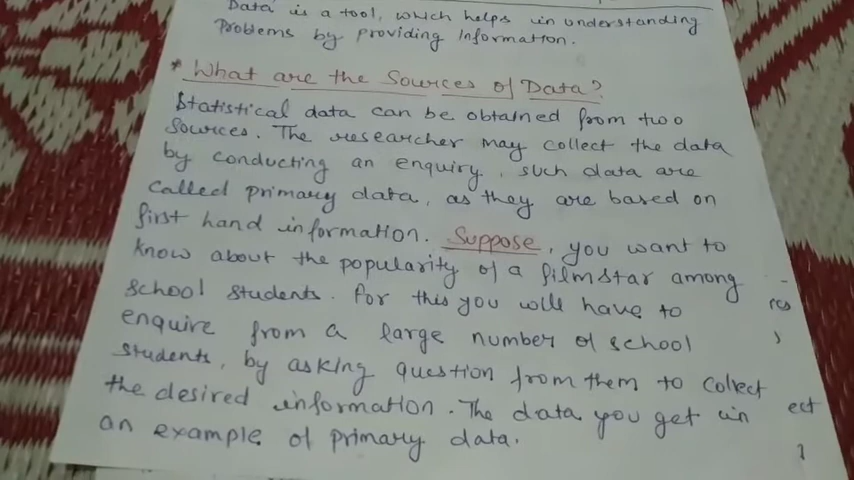 Data is a tool, which helps in understanding
Problems by providing Information.
* What are the Sources of Data?
Statistical data can be obtained from two
Sources. The researcher may collect the data
by conducting an enquiry, such data are
called primary data, as they are based on
first hand information. Suppose, you want to
know about the popularity of a filmstar among
school students. For this you will have to
enquire from a large number of school
students, by asking question from them to collect
the desired information. The data you get in
an example of primary data.
ect